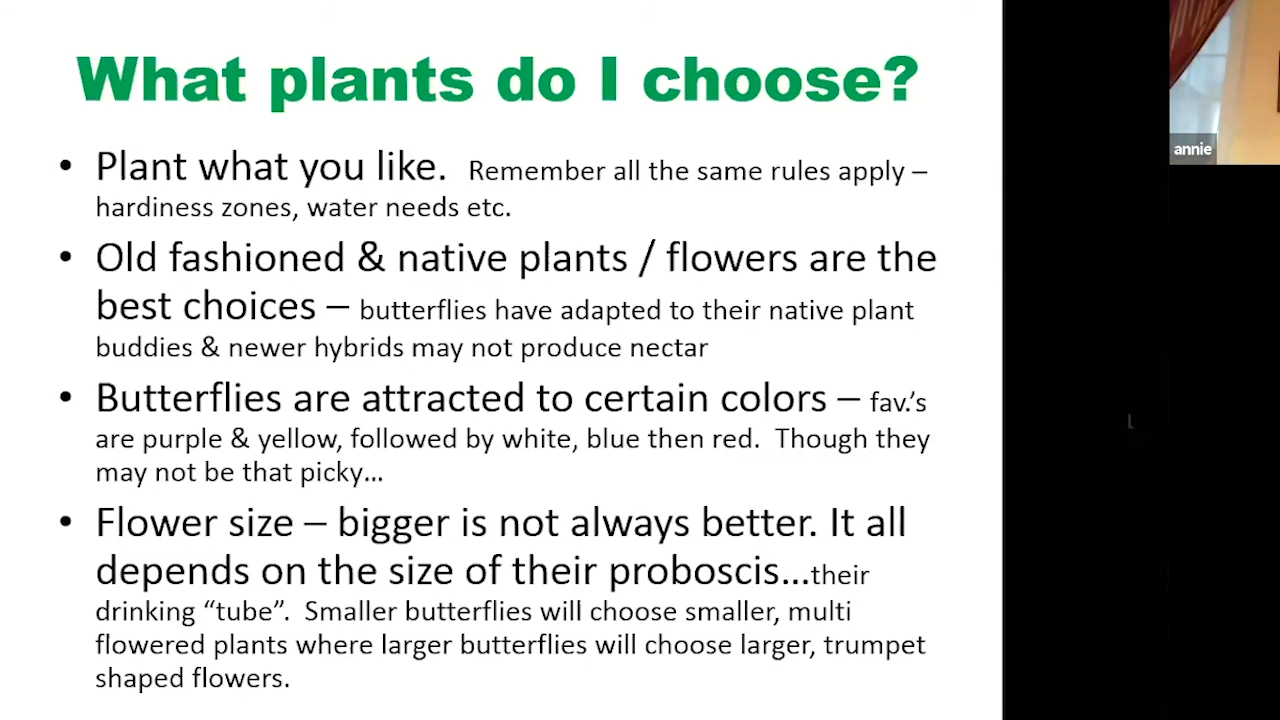 What plants do I choose?
• Plant what you like. Remember all the same rules apply –
hardiness zones, water needs etc.
• Old fashioned & native plants / flowers are the
best choices – butterflies have adapted to their native plant
buddies & newer hybrids may not produce nectar
• Butterflies are attracted to certain colors – fav.’s
are purple & yellow, followed by white, blue then red. Though they
may not be that picky…
• Flower size – bigger is not always better. It all
depends on the size of their proboscis…their
drinking “tube”. Smaller butterflies will choose smaller, multi
flowered plants where larger butterflies will choose larger, trumpet
shaped flowers.
annie